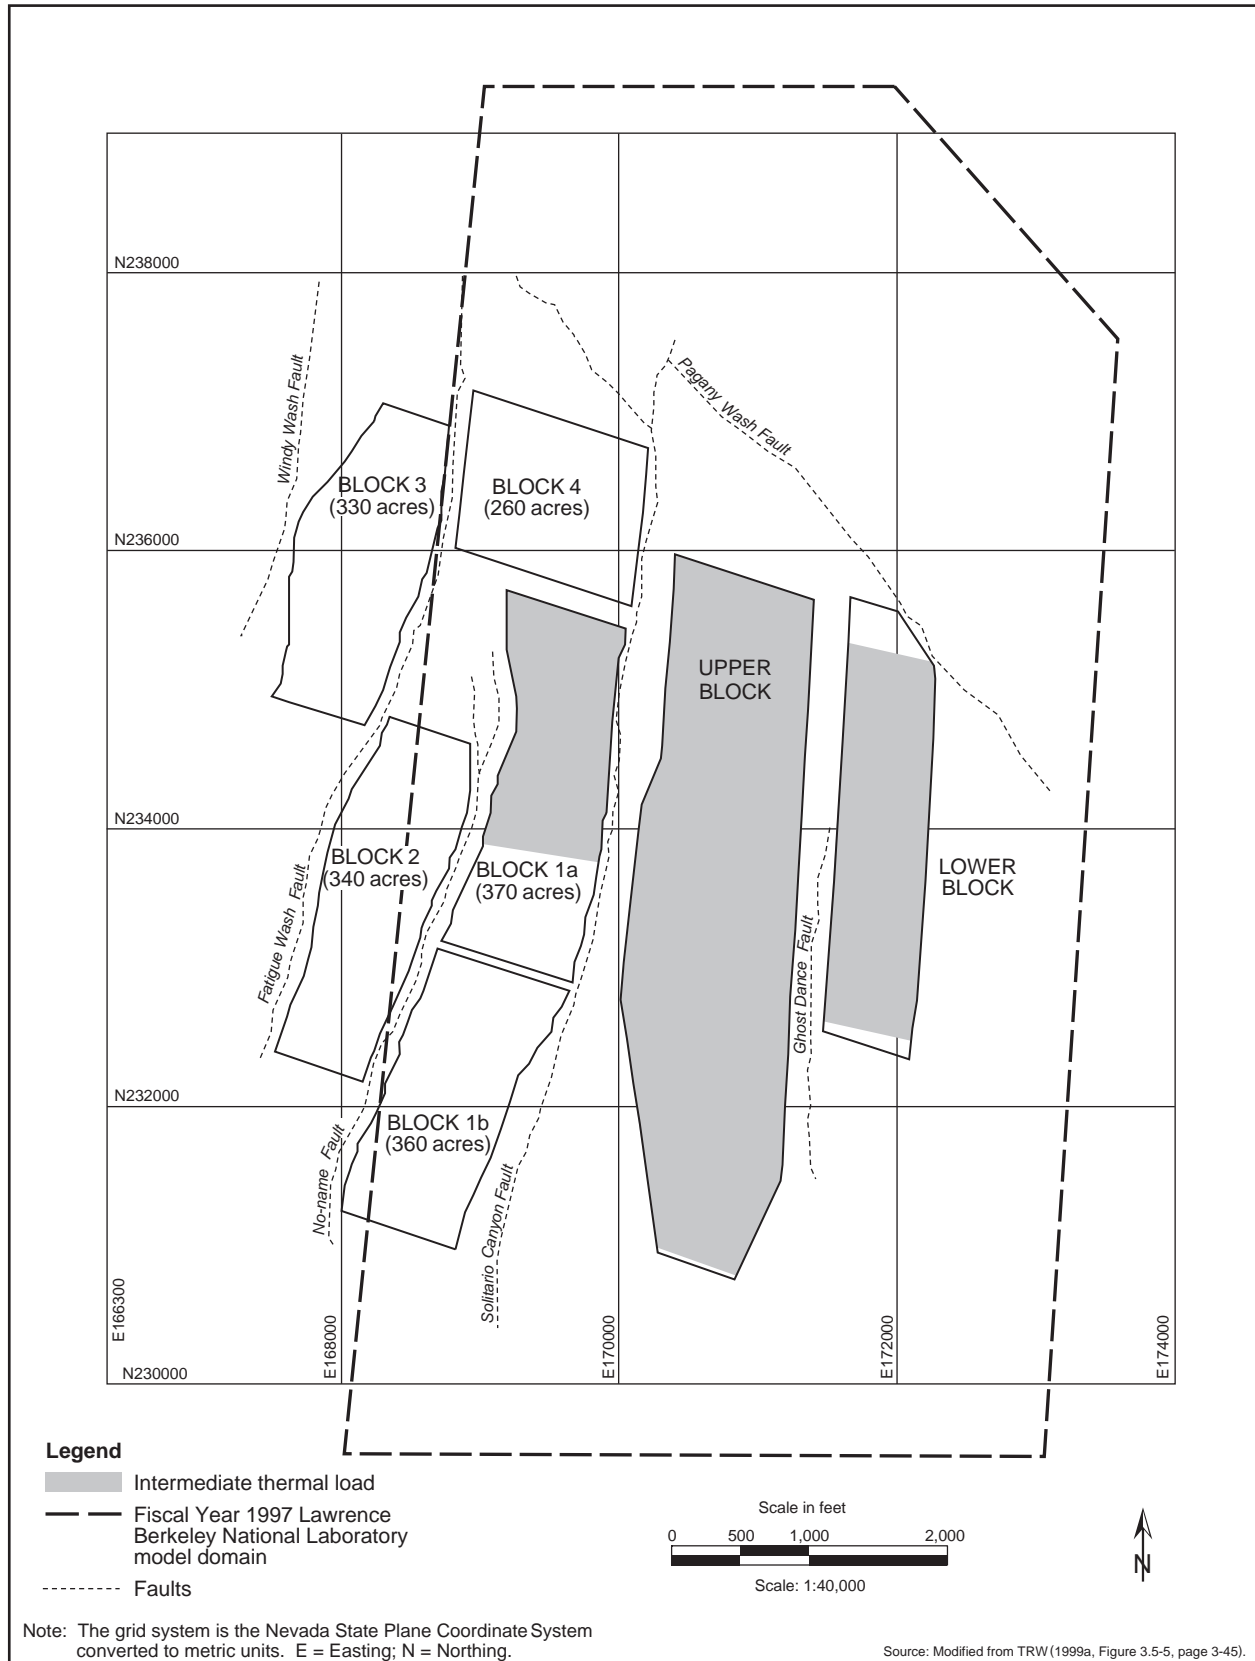 N238000
Windy Wash Fault
Pagany Wash Fault
BLOCK 3
(330 acres)
BLOCK 4
(260 acres)
N236000
UPPER
BLOCK
N234000
BLOCK 2
(340 acres)
BLOCK 1a
(370 acres)
LOWER
BLOCK
Fatigue Wash Fault
Ghost Dance Fault
N232000
BLOCK 1b
(360 acres)
No-name Fault
Solitario Canyon Fault
E166300
E168000
E170000
E172000
E174000
N230000
Legend
Intermediate thermal load
Fiscal Year 1997 Lawrence
Berkeley National Laboratory
model domain
Faults
Scale in feet
0 500 1,000 2,000
Scale: 1:40,000
N
Note: The grid system is the Nevada State Plane Coordinate System
converted to metric units. E = Easting; N = Northing.
Source: Modified from TRW (1999a, Figure 3.5-5, page 3-45).